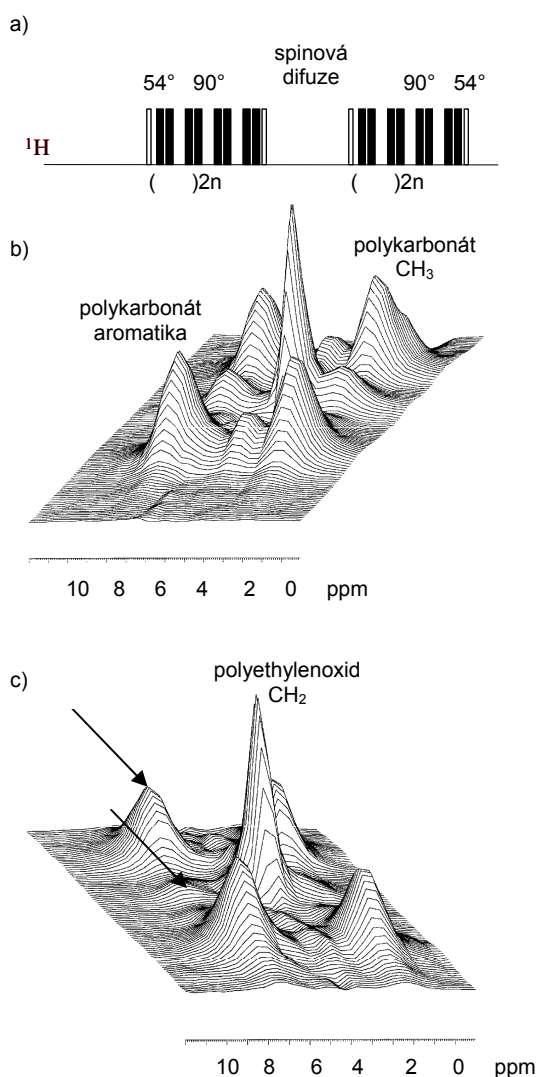 a)
spinová
difuze
54° 90° 90° 54°
¹H
( )2n ( )2n
b)
polykarbonát
CH₃
polykarbonát
aromatika
10 8 6 4 2 0 ppm
c)
polyethylenoxid
CH₂
10 8 6 4 2 0 ppm